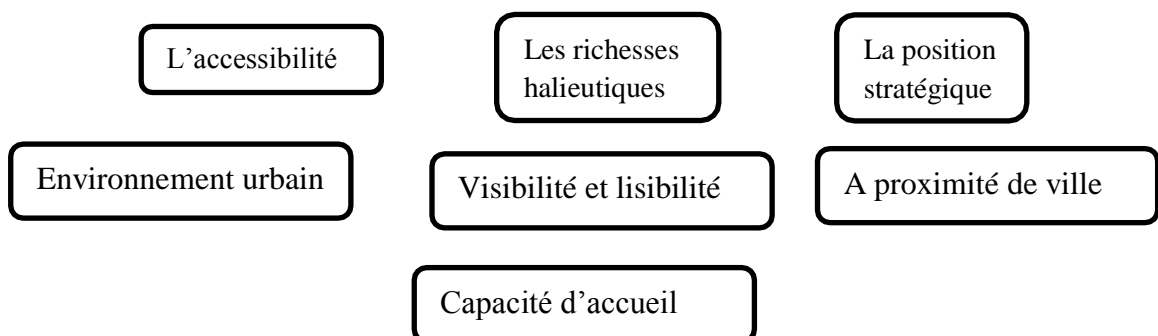 L’accessibilité
Les richesses
halieutiques
La position
stratégique
Environnement urbain
Visibilité et lisibilité
A proximité de ville
Capacité d’accueil